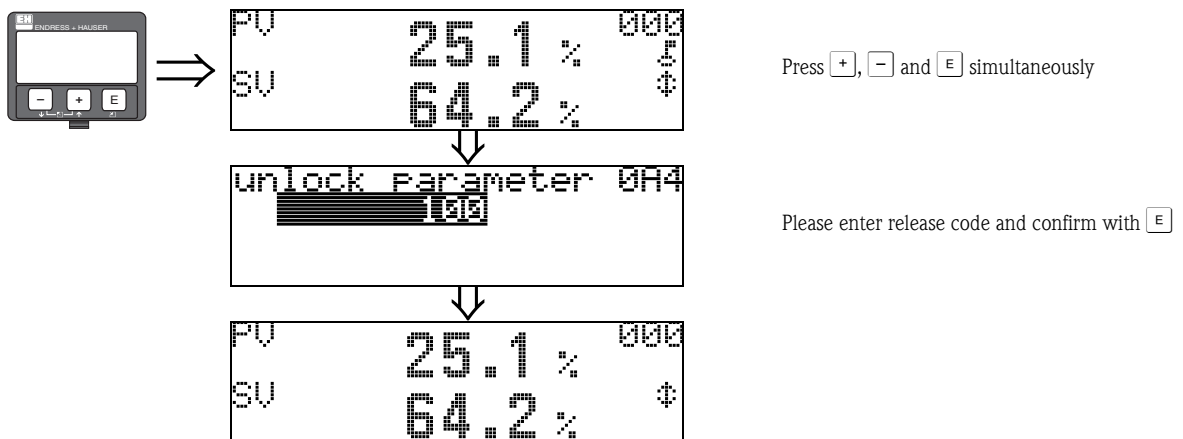 EH
ENDRESS + HAUSER
- + E
PV 25.1 % 000
SV 64.2 %
Press +, - and E simultaneously
unlock parameter 0A4
100
Please enter release code and confirm with E
PV 25.1 % 000
SV 64.2 %